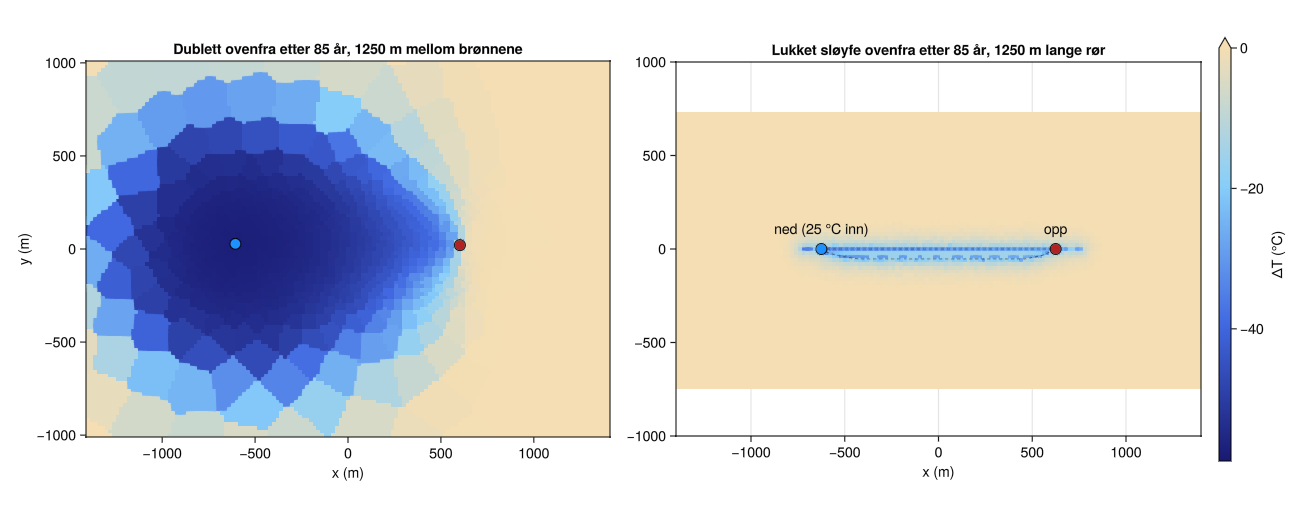 Dublett ovenfra etter 85 år, 1250 m mellom brønnene
1000
500
0
−500
−1000
y (m)
−1000
−500
0
500
1000
x (m)
Lukket sløyfe ovenfra etter 85 år, 1250 m lange rør
1000
500
0
−500
−1000
ned (25 °C inn)
opp
−1000
−500
0
500
1000
x (m)
0
−20
−40
ΔT (°C)